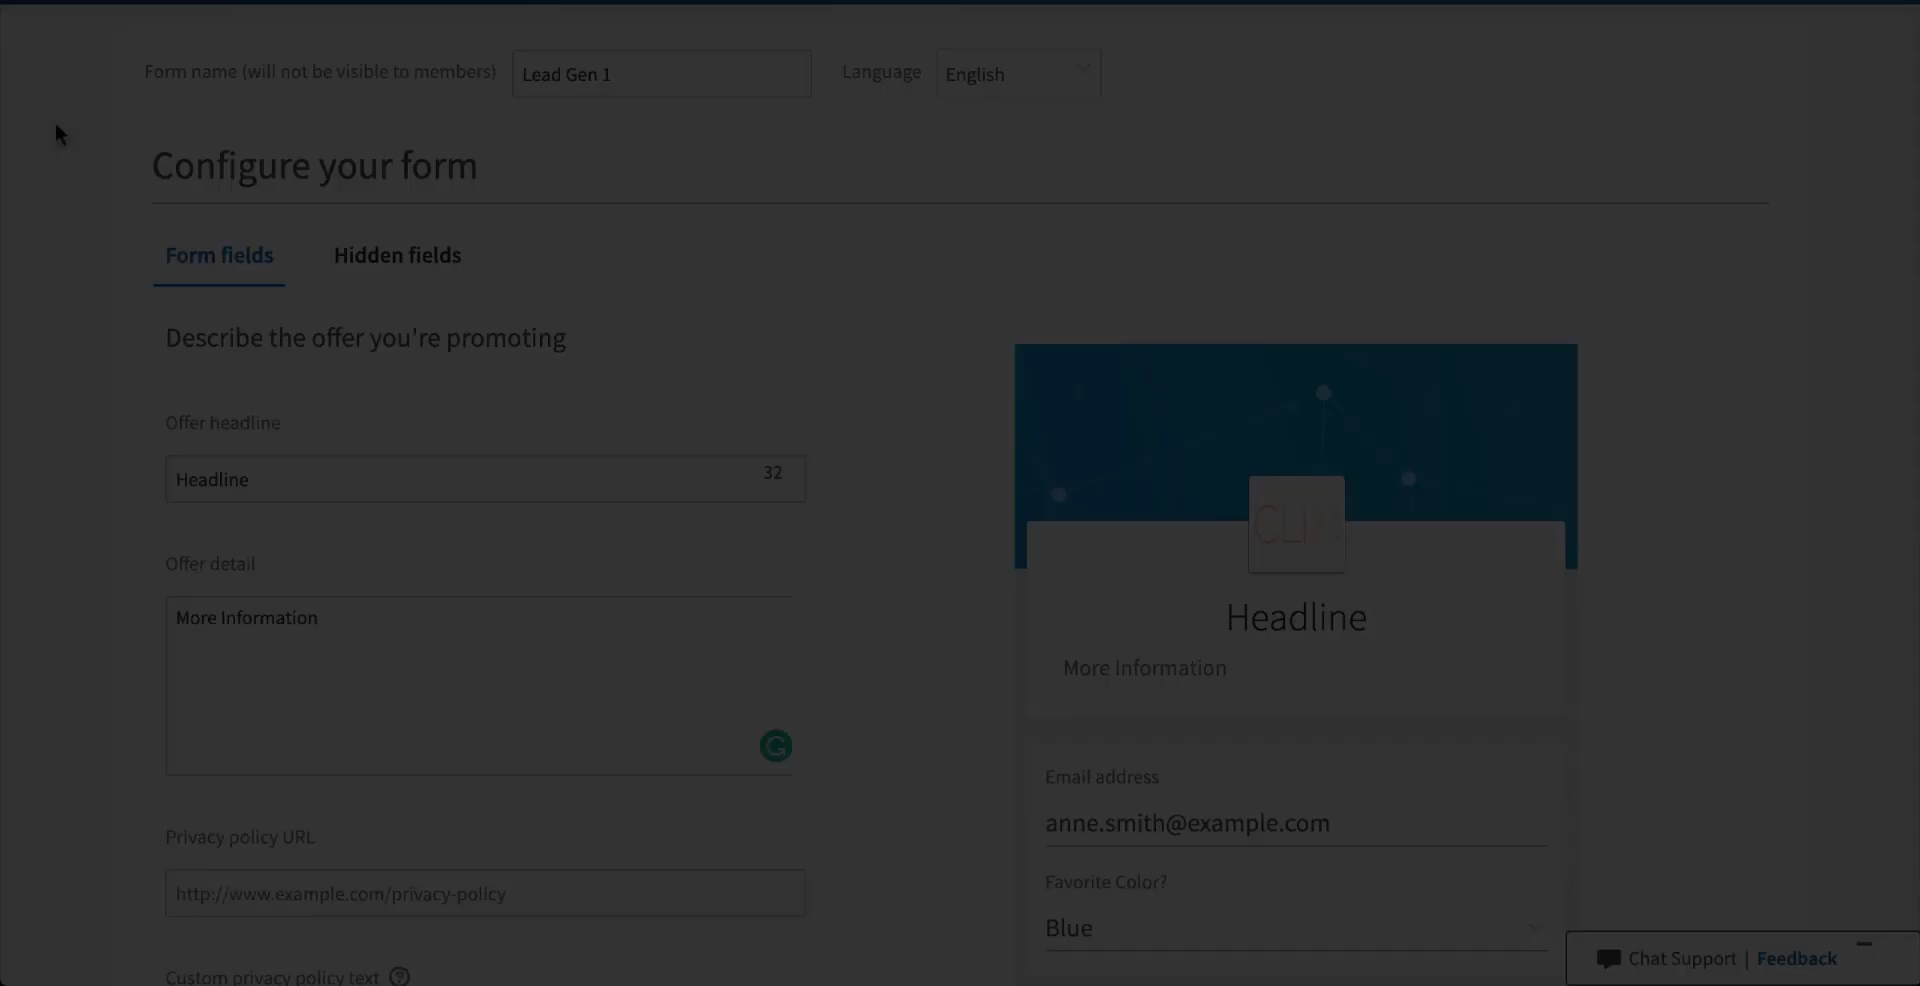 Form name (will not be visible to members) Lead Gen 1 Language English
Configure your form
Form fields Hidden fields
Describe the offer you're promoting
Offer headline
Headline 32
Offer detail
More Information
Privacy policy URL
http://www.example.com/privacy-policy
Custom privacy policy text
Headline
More Information
Email address
anne.smith@example.com
Favorite Color?
Blue
Chat Support | Feedback